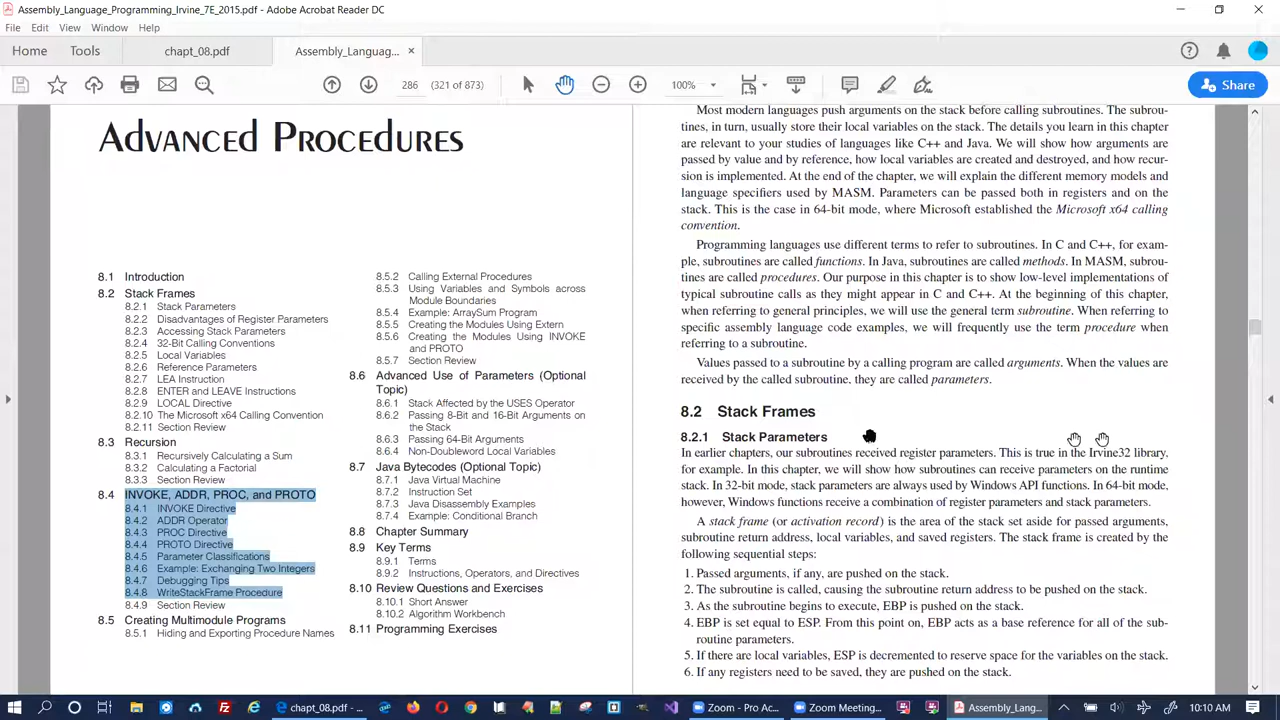 Assembly_Language_Programming_Irvine_7E_2015.pdf - Adobe Acrobat Reader DC
File Edit View Window Help
Home Tools chapt_08.pdf Assembly_Languag... ×
286 (321 of 873) 100% Share
Advanced Procedures
8.1 Introduction
8.2 Stack Frames
8.2.1 Stack Parameters
8.2.2 Disadvantages of Register Parameters
8.2.3 Accessing Stack Parameters
8.2.4 32-Bit Calling Conventions
8.2.5 Local Variables
8.2.6 Reference Parameters
8.2.7 LEA Instruction
8.2.8 ENTER and LEAVE Instructions
8.2.9 LOCAL Directive
8.2.10 The Microsoft x64 Calling Convention
8.2.11 Section Review
8.3 Recursion
8.3.1 Recursively Calculating a Sum
8.3.2 Calculating a Factorial
8.3.3 Section Review
8.4 INVOKE, ADDR, PROC, and PROTO
8.4.1 INVOKE Directive
8.4.2 ADDR Operator
8.4.3 PROC Directive
8.4.4 PROTO Directive
8.4.5 Parameter Classifications
8.4.6 Example: Exchanging Two Integers
8.4.7 Debugging Tips
8.4.8 WriteStackFrame Procedure
8.4.9 Section Review
8.5 Creating Multimodule Programs
8.5.1 Hiding and Exporting Procedure Names
8.5.2 Calling External Procedures
8.5.3 Using Variables and Symbols across
Module Boundaries
8.5.4 Example: ArraySum Program
8.5.5 Creating the Modules Using Extern
8.5.6 Creating the Modules Using INVOKE
and PROTO
8.5.7 Section Review
8.6 Advanced Use of Parameters (Optional
Topic)
8.6.1 Stack Affected by the USES Operator
8.6.2 Passing 8-Bit and 16-Bit Arguments on
the Stack
8.6.3 Passing 64-Bit Arguments
8.6.4 Non-Doubleword Local Variables
8.7 Java Bytecodes (Optional Topic)
8.7.1 Java Virtual Machine
8.7.2 Instruction Set
8.7.3 Java Disassembly Examples
8.7.4 Example: Conditional Branch
8.8 Chapter Summary
8.9 Key Terms
8.9.1 Terms
8.9.2 Instructions, Operators, and Directives
8.10 Review Questions and Exercises
8.10.1 Short Answer
8.10.2 Algorithm Workbench
8.11 Programming Exercises
Most modern languages push arguments on the stack before calling subroutines. The subrou-
tines, in turn, usually store their local variables on the stack. The details you learn in this chapter
are relevant to your studies of languages like C++ and Java. We will show how arguments are
passed by value and by reference, how local variables are created and destroyed, and how recur-
sion is implemented. At the end of the chapter, we will explain the different memory models and
language specifiers used by MASM. Parameters can be passed both in registers and on the
stack. This is the case in 64-bit mode, where Microsoft established the Microsoft x64 calling
convention.
Programming languages use different terms to refer to subroutines. In C and C++, for exam-
ple, subroutines are called functions. In Java, subroutines are called methods. In MASM, subrou-
tines are called procedures. Our purpose in this chapter is to show low-level implementations of
typical subroutine calls as they might appear in C and C++. At the beginning of this chapter,
when referring to general principles, we will use the general term subroutine. When referring to
specific assembly language code examples, we will frequently use the term procedure when
referring to a subroutine.
Values passed to a subroutine by a calling program are called arguments. When the values are
received by the called subroutine, they are called parameters.
8.2 Stack Frames
8.2.1 Stack Parameters
In earlier chapters, our subroutines received register parameters. This is true in the Irvine32 library,
for example. In this chapter, we will show how subroutines can receive parameters on the runtime
stack. In 32-bit mode, stack parameters are always used by Windows API functions. In 64-bit mode,
however, Windows functions receive a combination of register parameters and stack parameters.
A stack frame (or activation record) is the area of the stack set aside for passed arguments,
subroutine return address, local variables, and saved registers. The stack frame is created by the
following sequential steps:
1. Passed arguments, if any, are pushed on the stack.
2. The subroutine is called, causing the subroutine return address to be pushed on the stack.
3. As the subroutine begins to execute, EBP is pushed on the stack.
4. EBP is set equal to ESP. From this point on, EBP acts as a base reference for all of the sub-
routine parameters.
5. If there are local variables, ESP is decremented to reserve space for the variables on the stack.
6. If any registers need to be saved, they are pushed on the stack.
chapt_08.pdf - ... Zoom - Pro Ac... Zoom Meeting... Assembly_Lang... 10:10 AM